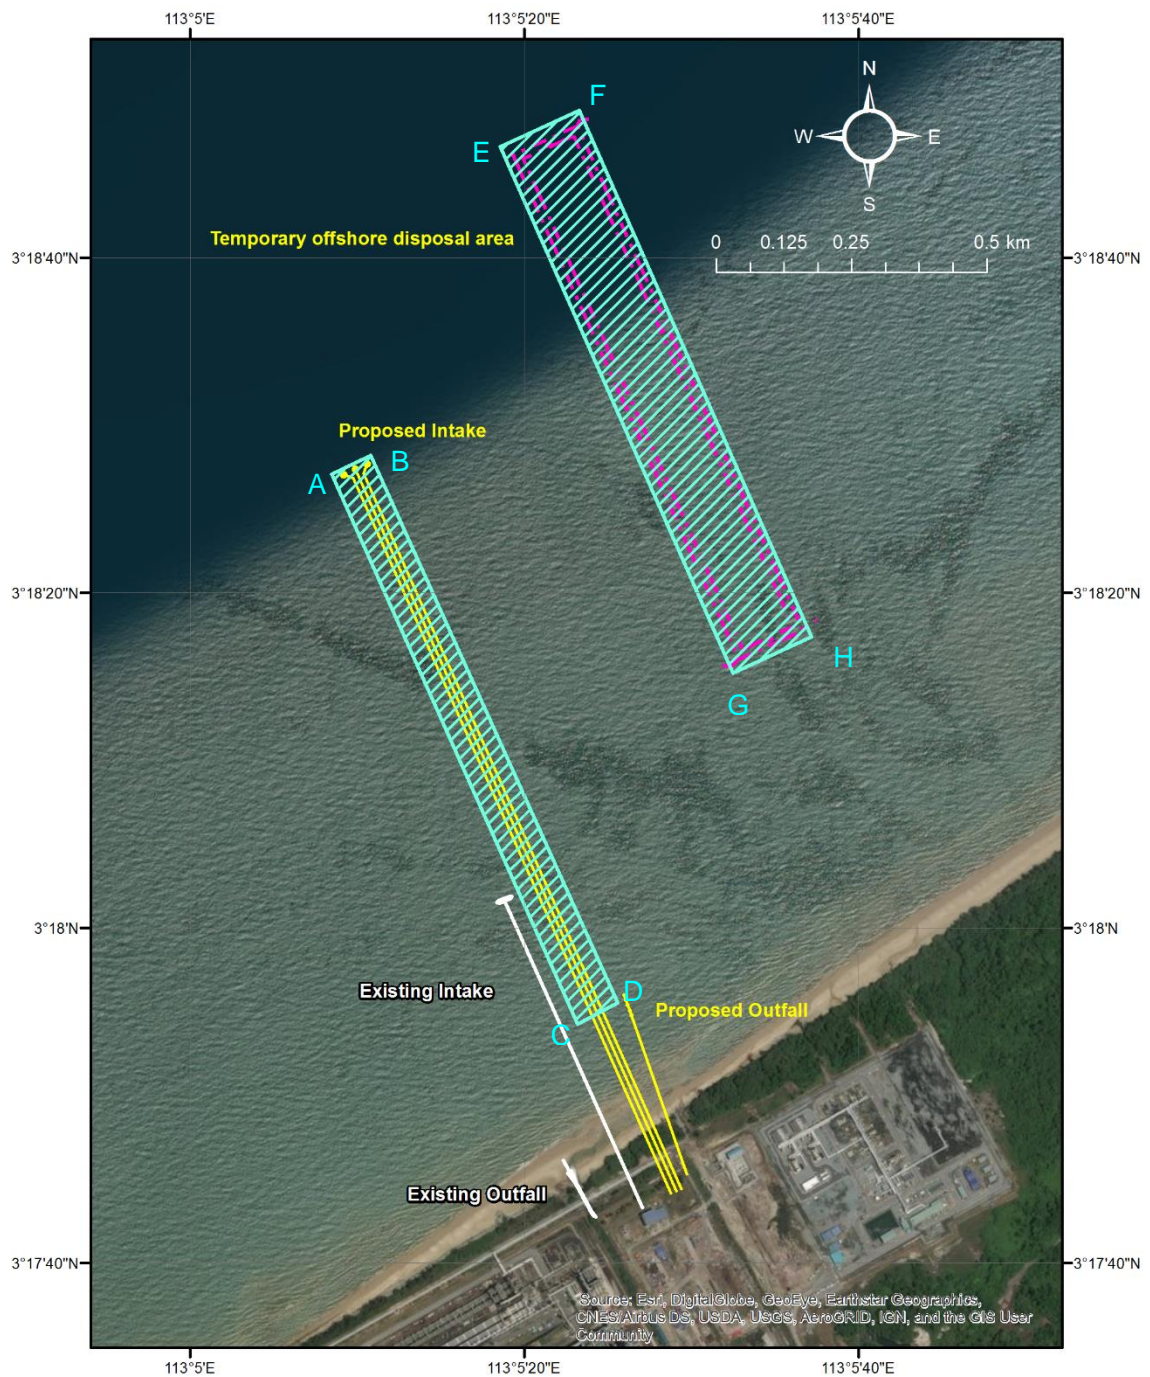 113°5'E 113°5'20"E 113°5'40"E
N
W E
S
F
E
Temporary offshore disposal area
0 0.125 0.25 0.5 km
3°18'40"N 3°18'40"N
Proposed Intake
A B
3°18'20"N 3°18'20"N
H
G
3°18'N 3°18'N
Existing Intake
D
Proposed Outfall
C
Existing Outfall
3°17'40"N 3°17'40"N
Source: Esri, DigitalGlobe, GeoEye, Earthstar Geographics,
CNES/Airbus DS, USDA, USGS, AeroGRID, IGN, and the GIS User
Community
113°5'E 113°5'20"E 113°5'40"E